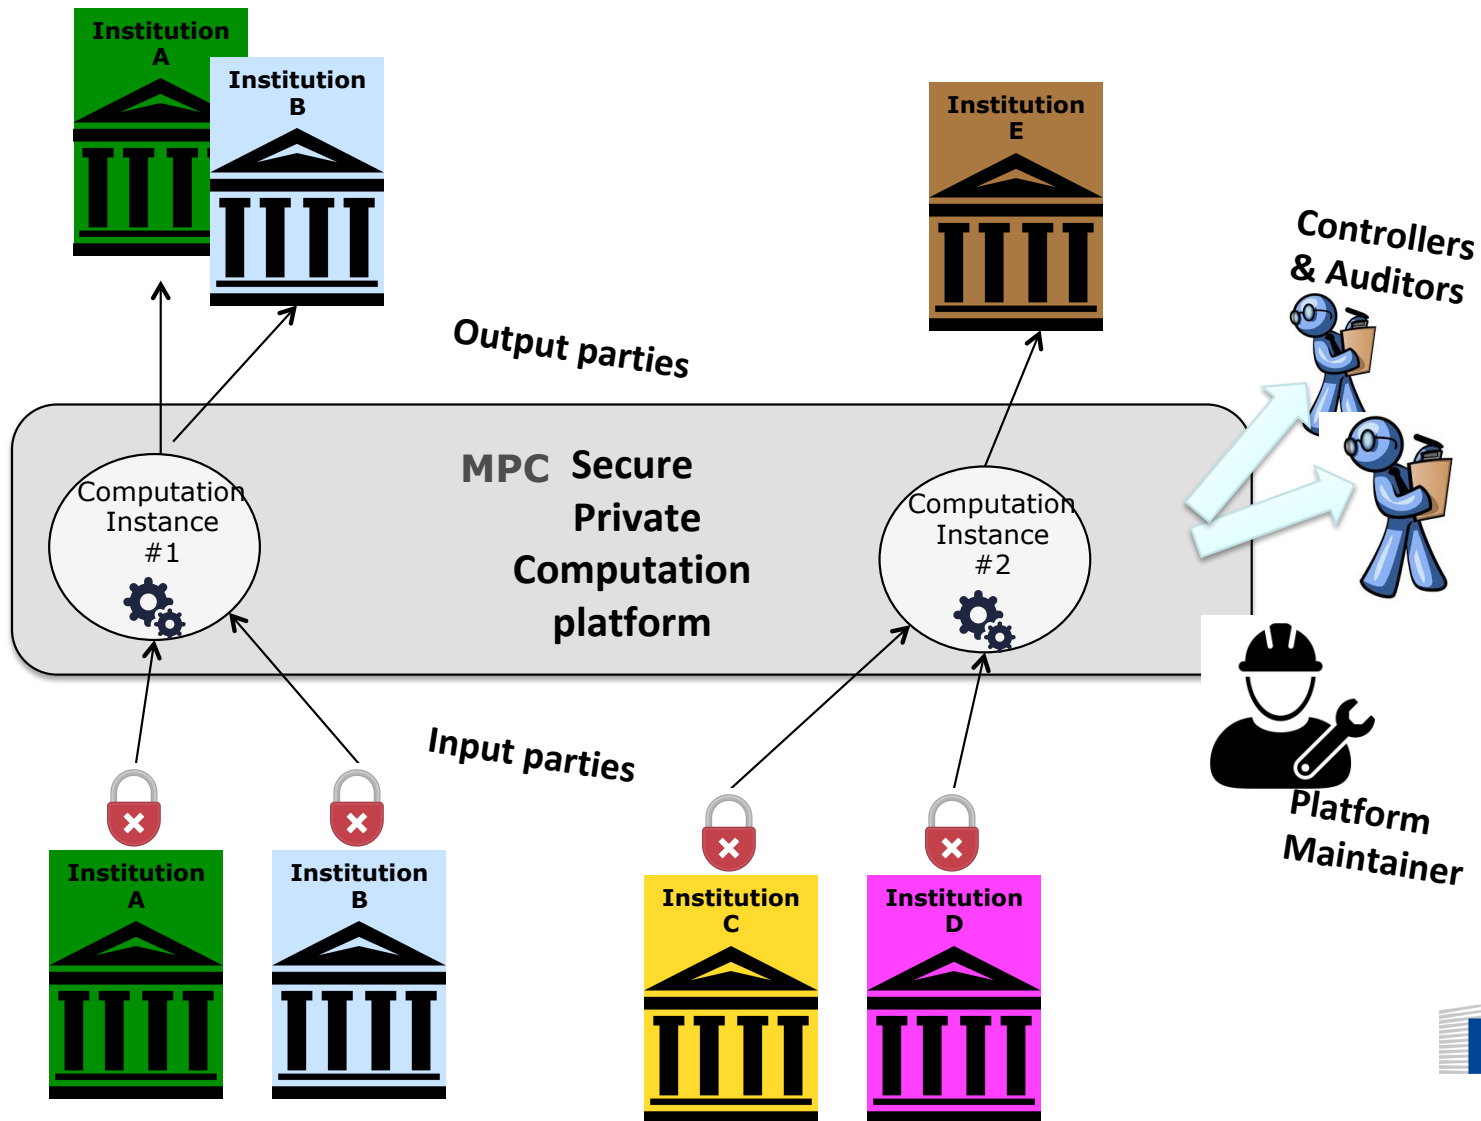 Institution
A
Institution
B
Institution
E
Controllers
& Auditors
Output parties
MPC Secure
Private
Computation
platform
Computation
Instance
#1
Computation
Instance
#2
Input parties
Platform
Maintainer
Institution
A
Institution
B
Institution
C
Institution
D